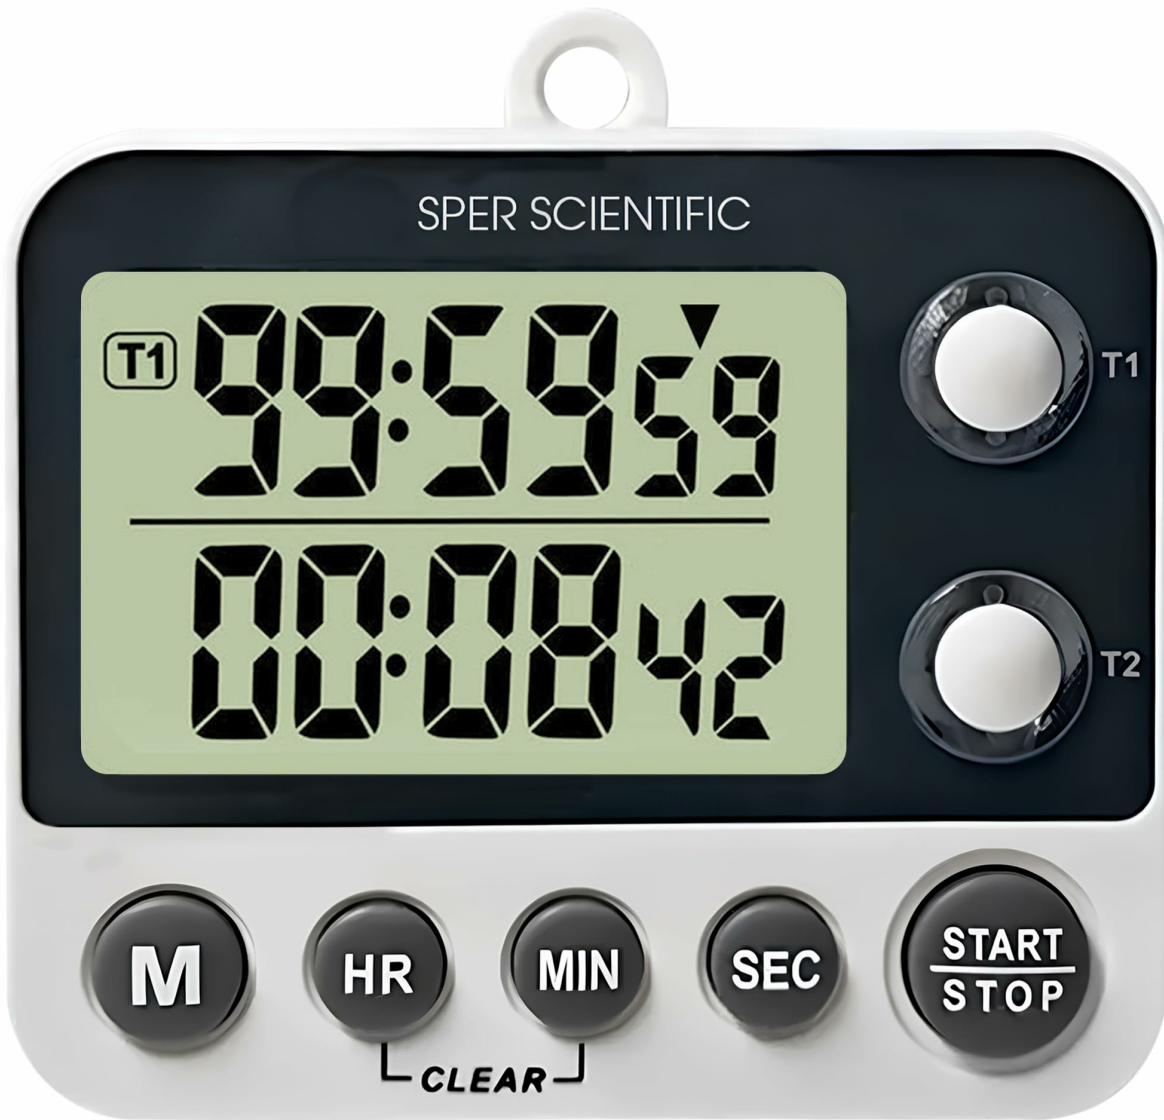 SPER SCIENTIFIC
T1 99:59 59
T1
00:08 42
T2
M HR MIN SEC START
STOP
CLEAR